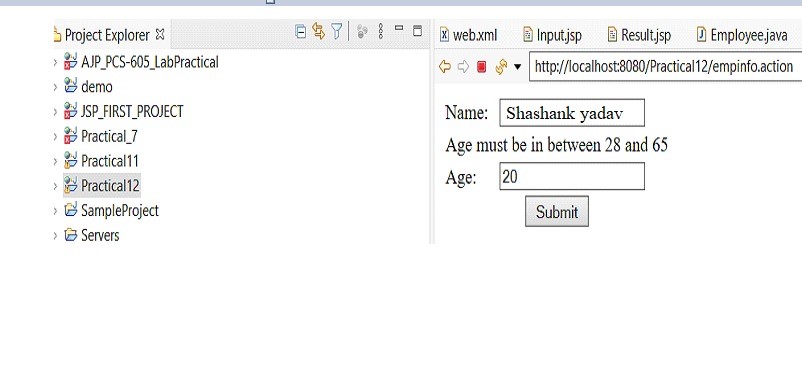 Project Explorer
AJP_PCS-605_LabPractical
demo
JSP_FIRST_PROJECT
Practical_7
Practical11
Practical12
SampleProject
Servers
web.xml Input.jsp Result.jsp Employee.java
http://localhost:8080/Practical12/empinfo.action
Name: Shashank yadav
Age must be in between 28 and 65
Age: 20
Submit